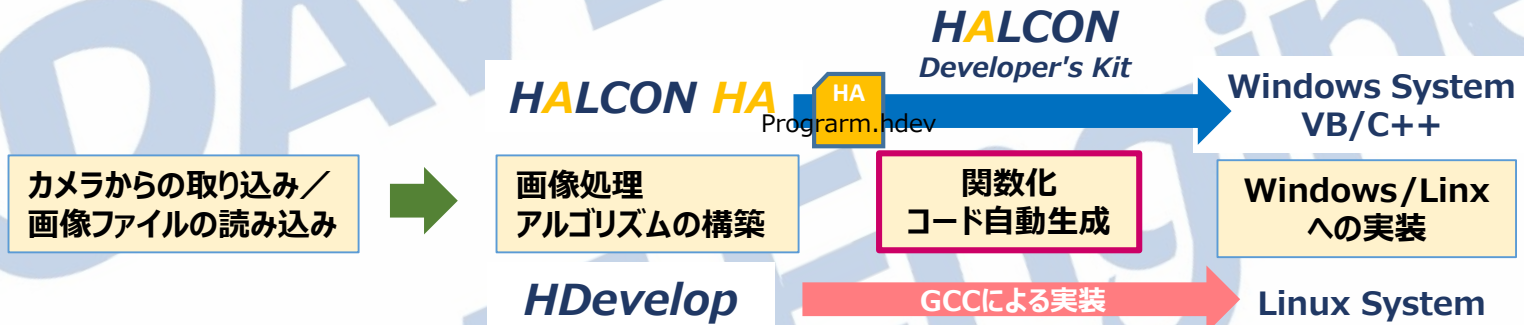 HALCON
Developer's Kit
HALCON HA
HA
Prograrm.hdev
Windows System
VB/C++
カメラからの取り込み／
画像ファイルの読み込み
画像処理
アルゴリズムの構築
関数化
コード自動生成
Windows/Linx
への実装
HDevelop
GCCによる実装
Linux System